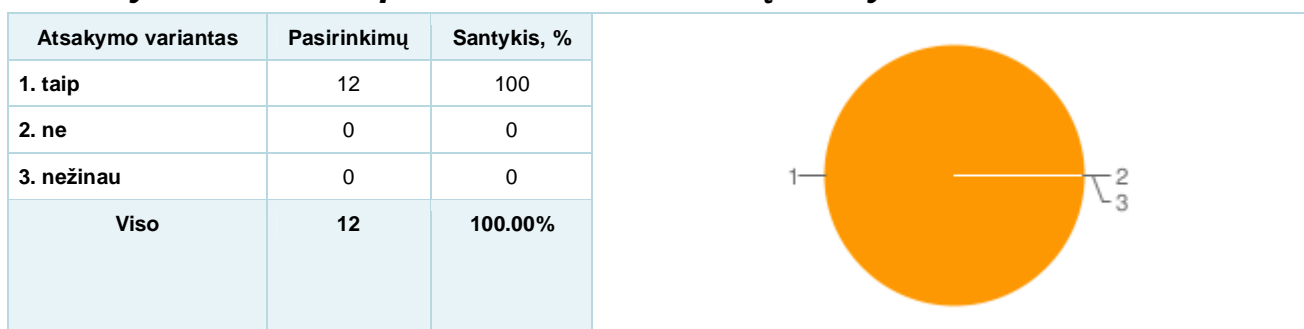 Atsakymo variantas Pasirinkimų Santykis, %
1. taip 12 100
2. ne 0 0
3. nežinau 0 0
Viso 12 100.00%
1
2
3